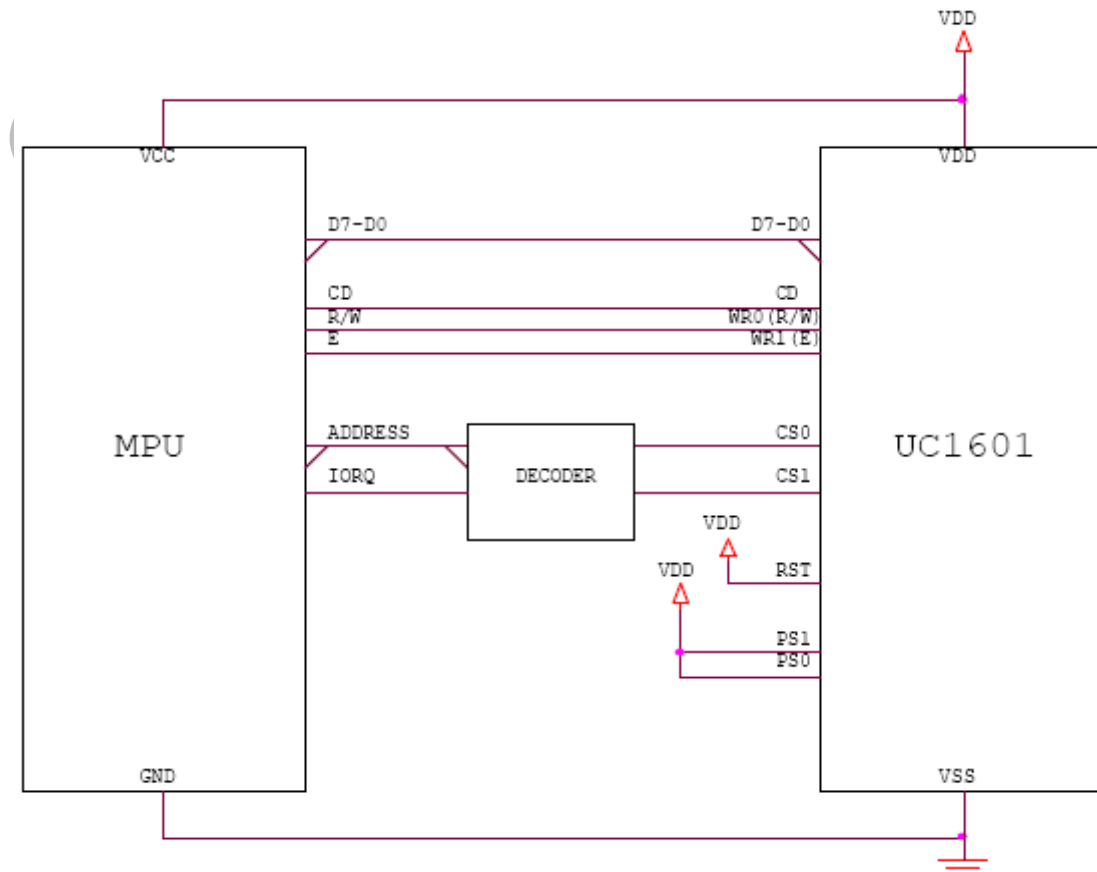 VDD
VCC VDD
D7-D0 D7-D0
CD CD
R/W WR0(R/W)
E WR1(E)
ADDRESS CS0
MPU DECODER UC1601
IORQ CS1
VDD
VDD RST
PS1
PS0
GND VSS